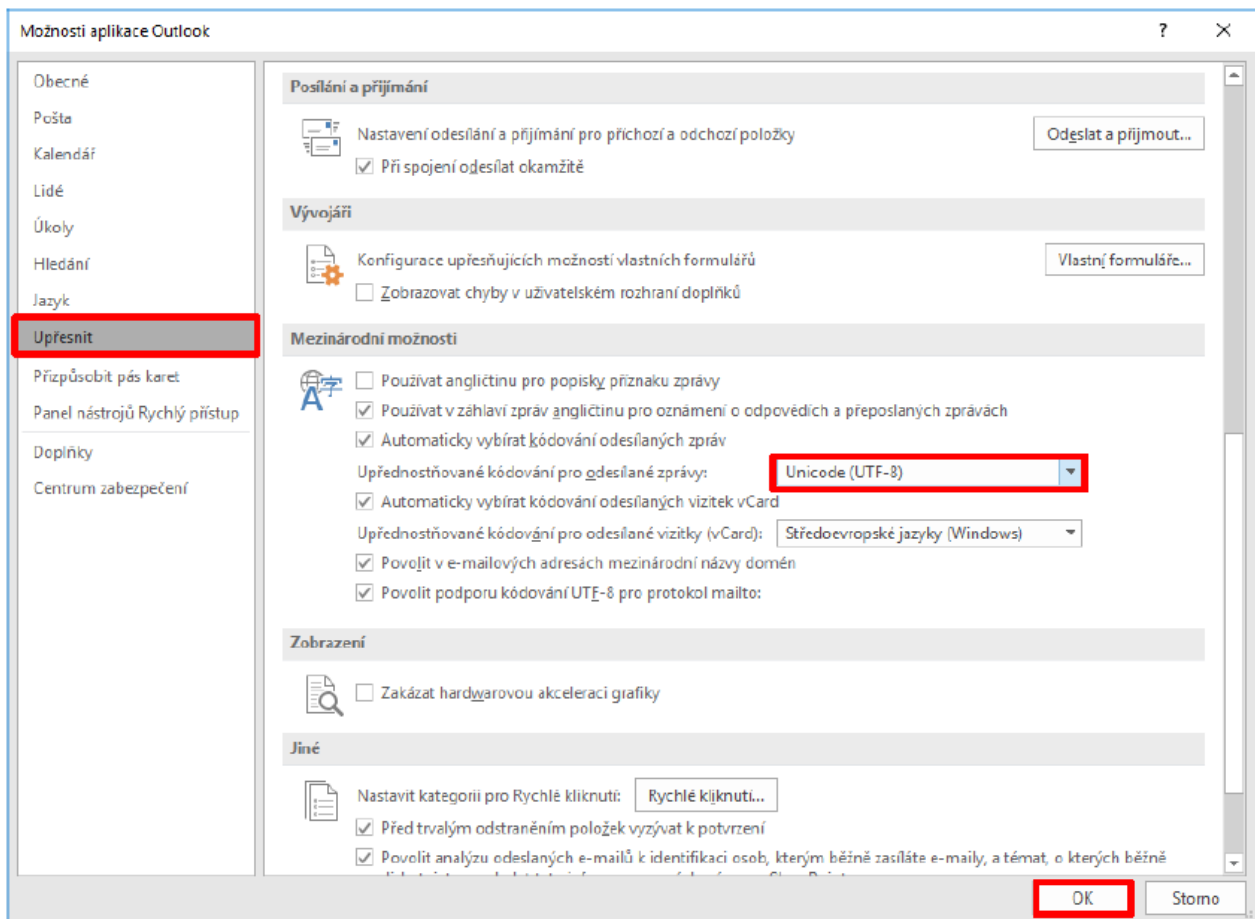 Možnosti aplikace Outlook
?
Obecné
Pošta
Kalendář
Lidé
Úkoly
Hledání
Jazyk
Upřesnit
Přizpůsobit pás karet
Panel nástrojů Rychlý přístup
Doplňky
Centrum zabezpečení
Posílání a přijímání
Nastavení odesílání a přijímání pro příchozí a odchozí položky
Odeslat a přijmout...
Při spojení odesílat okamžitě
Vývojáři
Konfigurace upřesňujících možností vlastních formulářů
Vlastní formuláře...
Zobrazovat chyby v uživatelském rozhraní doplňků
Mezinárodní možnosti
Používat angličtinu pro popisky příznaku zprávy
Používat v záhlaví zpráv angličtinu pro oznámení o odpovědích a přeposlaných zprávách
Automaticky vybírat kódování odesílaných zpráv
Upřednostňované kódování pro odesílané zprávy:
Unicode (UTF-8)
Automaticky vybírat kódování odesílaných vizitek vCard
Upřednostňované kódování pro odesílané vizitky (vCard):
Středoevropské jazyky (Windows)
Povolit v e-mailových adresách mezinárodní názvy domén
Povolit podporu kódování UTF-8 pro protokol mailto:
Zobrazení
Zakázat hardwarovou akceleraci grafiky
Jiné
Nastavit kategorii pro Rychlé kliknutí:
Rychlé kliknutí...
Před trvalým odstraněním položek vyzývat k potvrzení
Povolit analýzu odeslaných e-mailů k identifikaci osob, kterým běžně zasíláte e-maily, a témat, o kterých běžně
OK
Storno